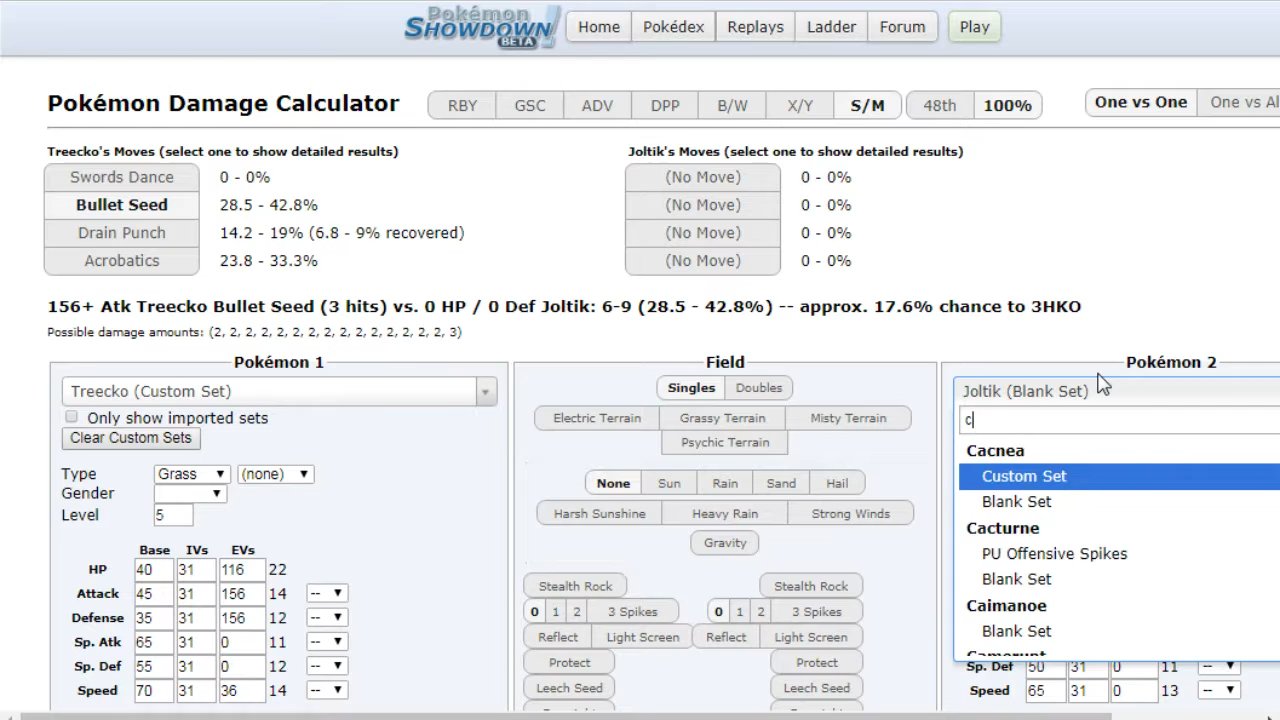 Pokémon
SHOWDOWN!
BETA
Home Pokédex Replays Ladder Forum Play
Pokémon Damage Calculator RBY GSC ADV DPP B/W X/Y S/M 48th 100% One vs One One vs Al
Treecko's Moves (select one to show detailed results) Joltik's Moves (select one to show detailed results)
Swords Dance 0 - 0% (No Move) 0 - 0%
Bullet Seed 28.5 - 42.8% (No Move) 0 - 0%
Drain Punch 14.2 - 19% (6.8 - 9% recovered) (No Move) 0 - 0%
Acrobatics 23.8 - 33.3% (No Move) 0 - 0%
156+ Atk Treecko Bullet Seed (3 hits) vs. 0 HP / 0 Def Joltik: 6-9 (28.5 - 42.8%) -- approx. 17.6% chance to 3HKO
Possible damage amounts: (2, 2, 2, 2, 2, 2, 2, 2, 2, 2, 2, 2, 2, 2, 2, 3)
Pokémon 1
Treecko (Custom Set)
Only show imported sets
Clear Custom Sets
Type Grass (none)
Gender
Level 5
Base IVs EVs
HP 40 31 116 22
Attack 45 31 156 14 --
Defense 35 31 156 12 --
Sp. Atk 65 31 0 11 --
Sp. Def 55 31 0 12 --
Speed 70 31 36 14 --
Field
Singles Doubles
Electric Terrain Grassy Terrain Misty Terrain
Psychic Terrain
None Sun Rain Sand Hail
Harsh Sunshine Heavy Rain Strong Winds
Gravity
Stealth Rock Stealth Rock
0 1 2 3 Spikes 0 1 2 3 Spikes
Reflect Light Screen Reflect Light Screen
Protect Protect
Leech Seed Leech Seed
Pokémon 2
Joltik (Blank Set)
c
Cacnea
Custom Set
Blank Set
Cacturne
PU Offensive Spikes
Blank Set
Caimanoe
Blank Set
Camerupt
Sp. Def 50 31 0 11 --
Speed 65 31 0 13 --